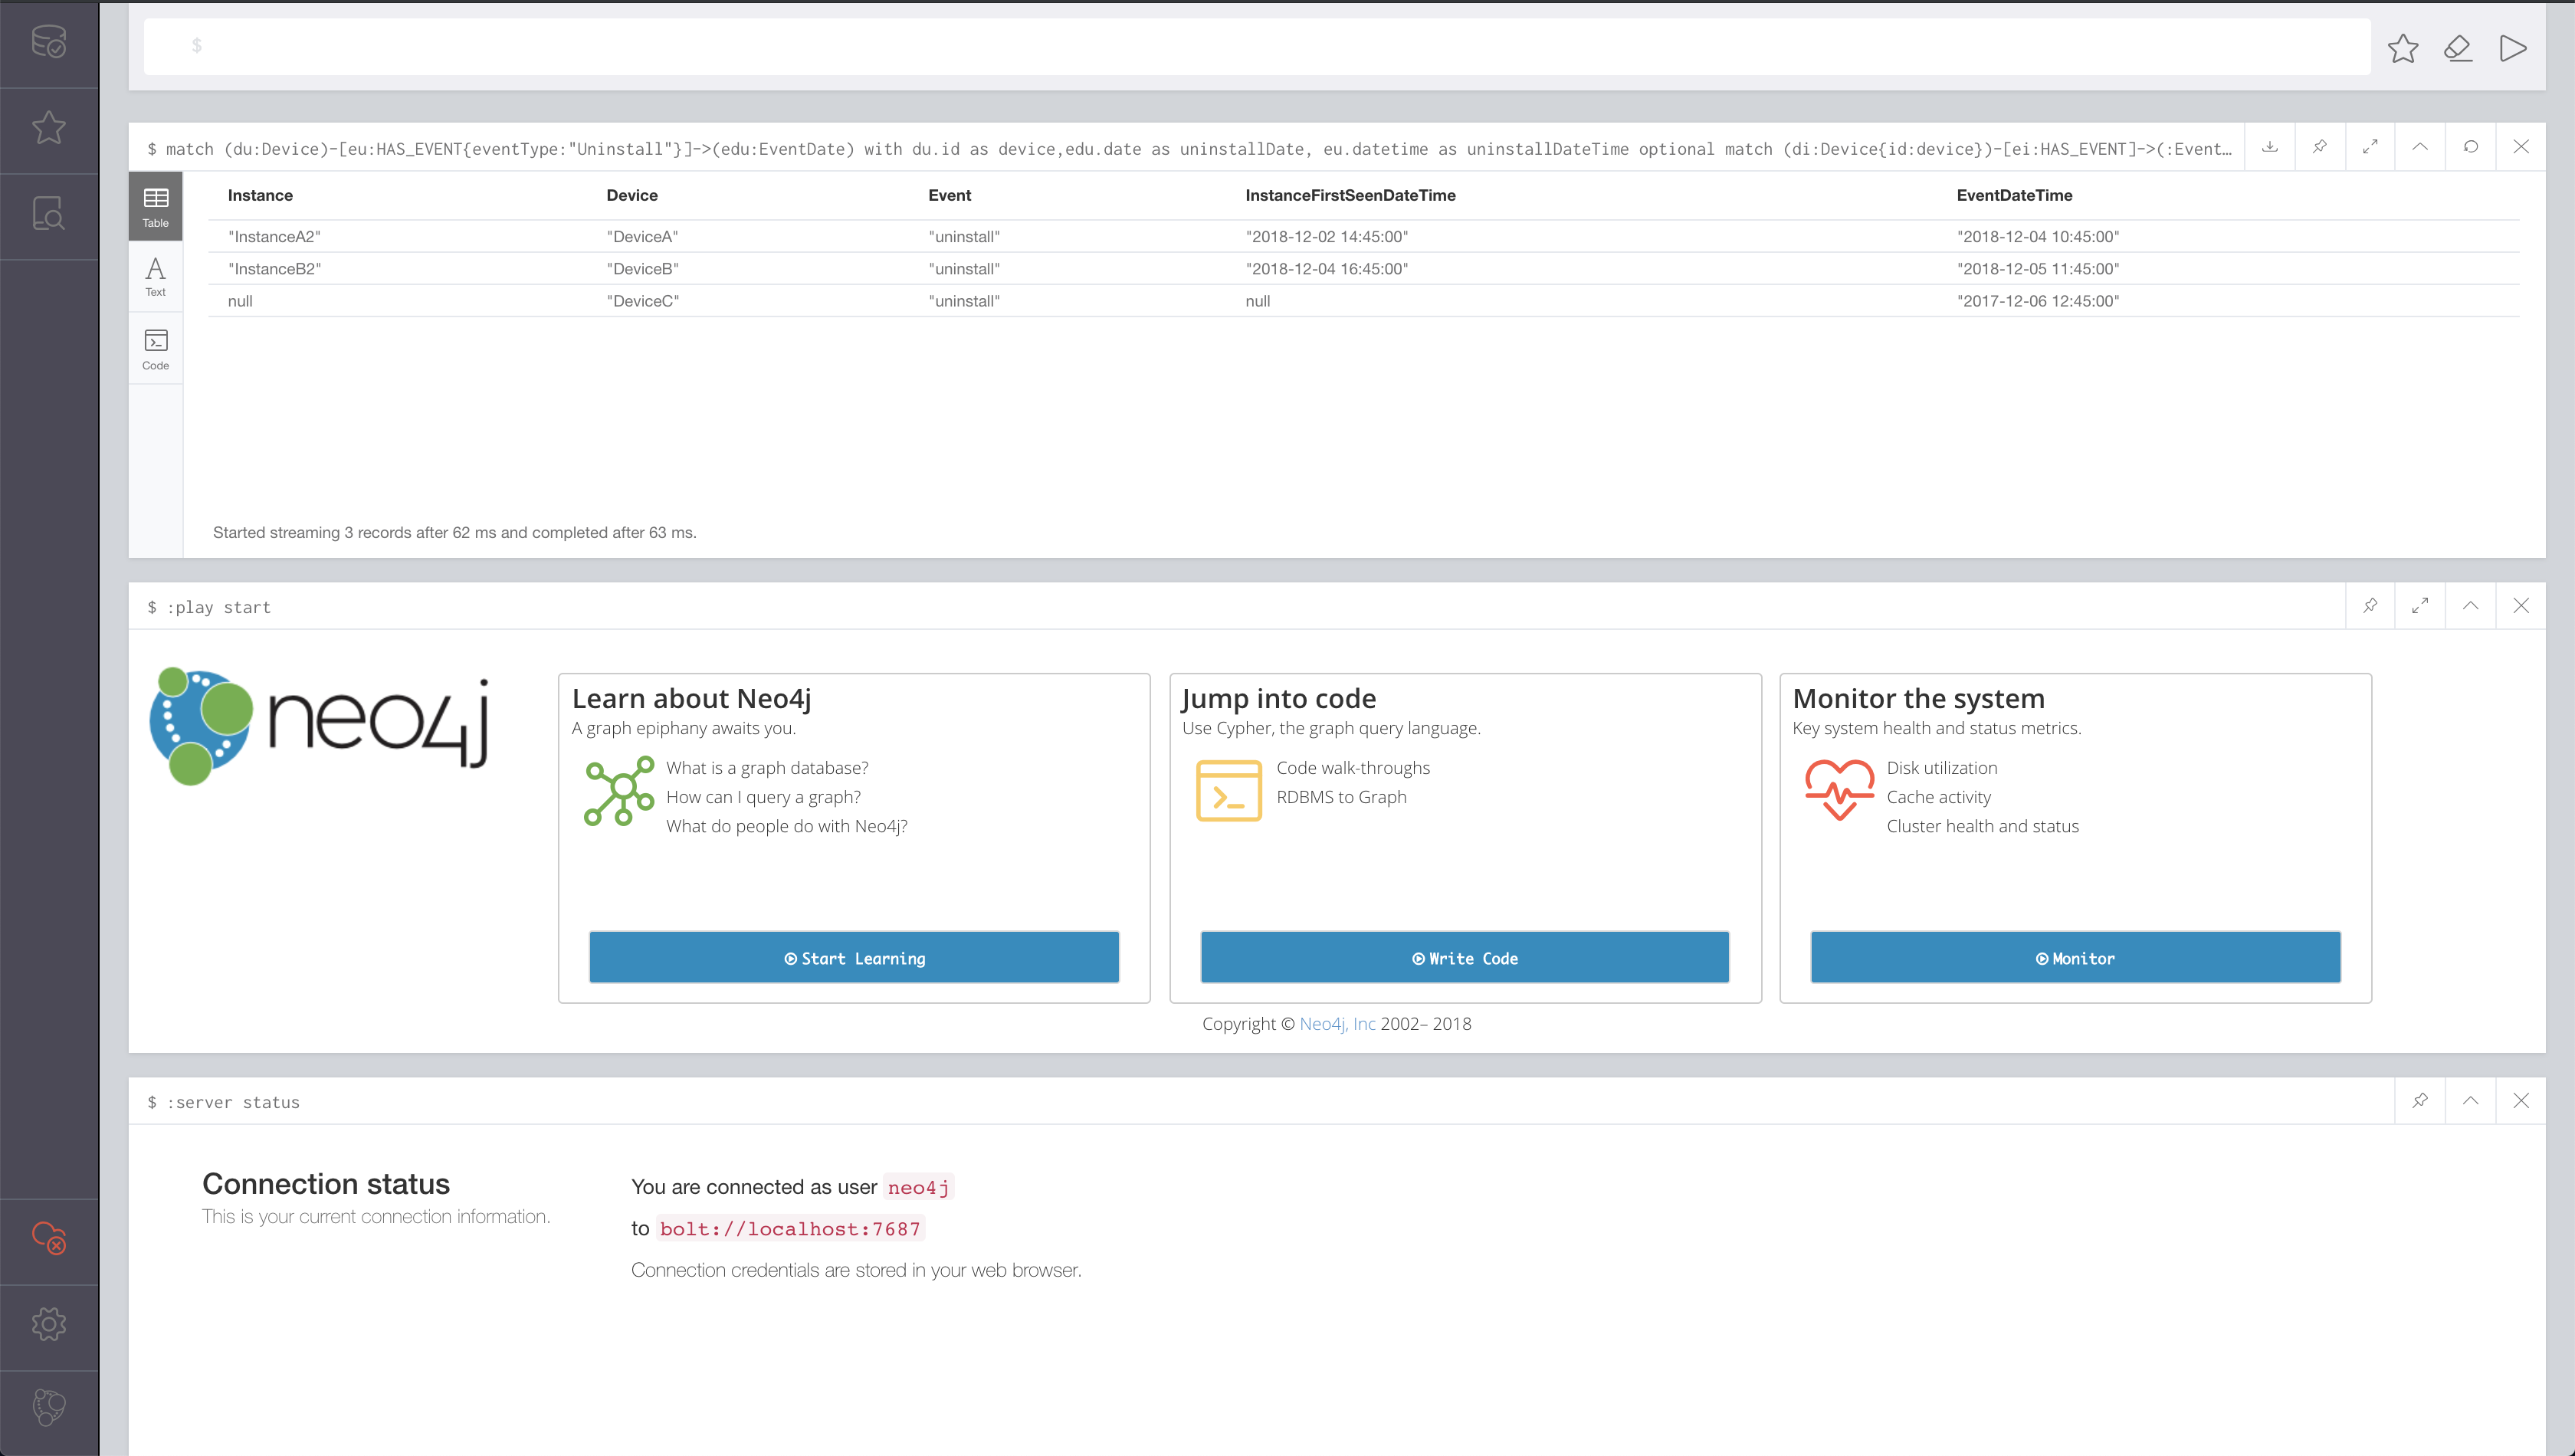 $
$ match (du:Device)-[eu:HAS_EVENT{eventType:"Uninstall"}]->(edu:EventDate) with du.id as device,edu.date as uninstallDate, eu.datetime as uninstallDateTime optional match (di:Device{id:device})-[ei:HAS_EVENT]->(:Event…
Table
Text
Code
Instance Device Event InstanceFirstSeenDateTime EventDateTime
"InstanceA2" "DeviceA" "uninstall" "2018-12-02 14:45:00" "2018-12-04 10:45:00"
"InstanceB2" "DeviceB" "uninstall" "2018-12-04 16:45:00" "2018-12-05 11:45:00"
null "DeviceC" "uninstall" null "2017-12-06 12:45:00"
Started streaming 3 records after 62 ms and completed after 63 ms.
$ :play start
neo4j
Learn about Neo4j
A graph epiphany awaits you.
What is a graph database?
How can I query a graph?
What do people do with Neo4j?
Start Learning
Jump into code
Use Cypher, the graph query language.
Code walk-throughs
RDBMS to Graph
Write Code
Monitor the system
Key system health and status metrics.
Disk utilization
Cache activity
Cluster health and status
Monitor
Copyright © Neo4j, Inc 2002– 2018
$ :server status
Connection status
This is your current connection information.
You are connected as user neo4j
to bolt://localhost:7687
Connection credentials are stored in your web browser.